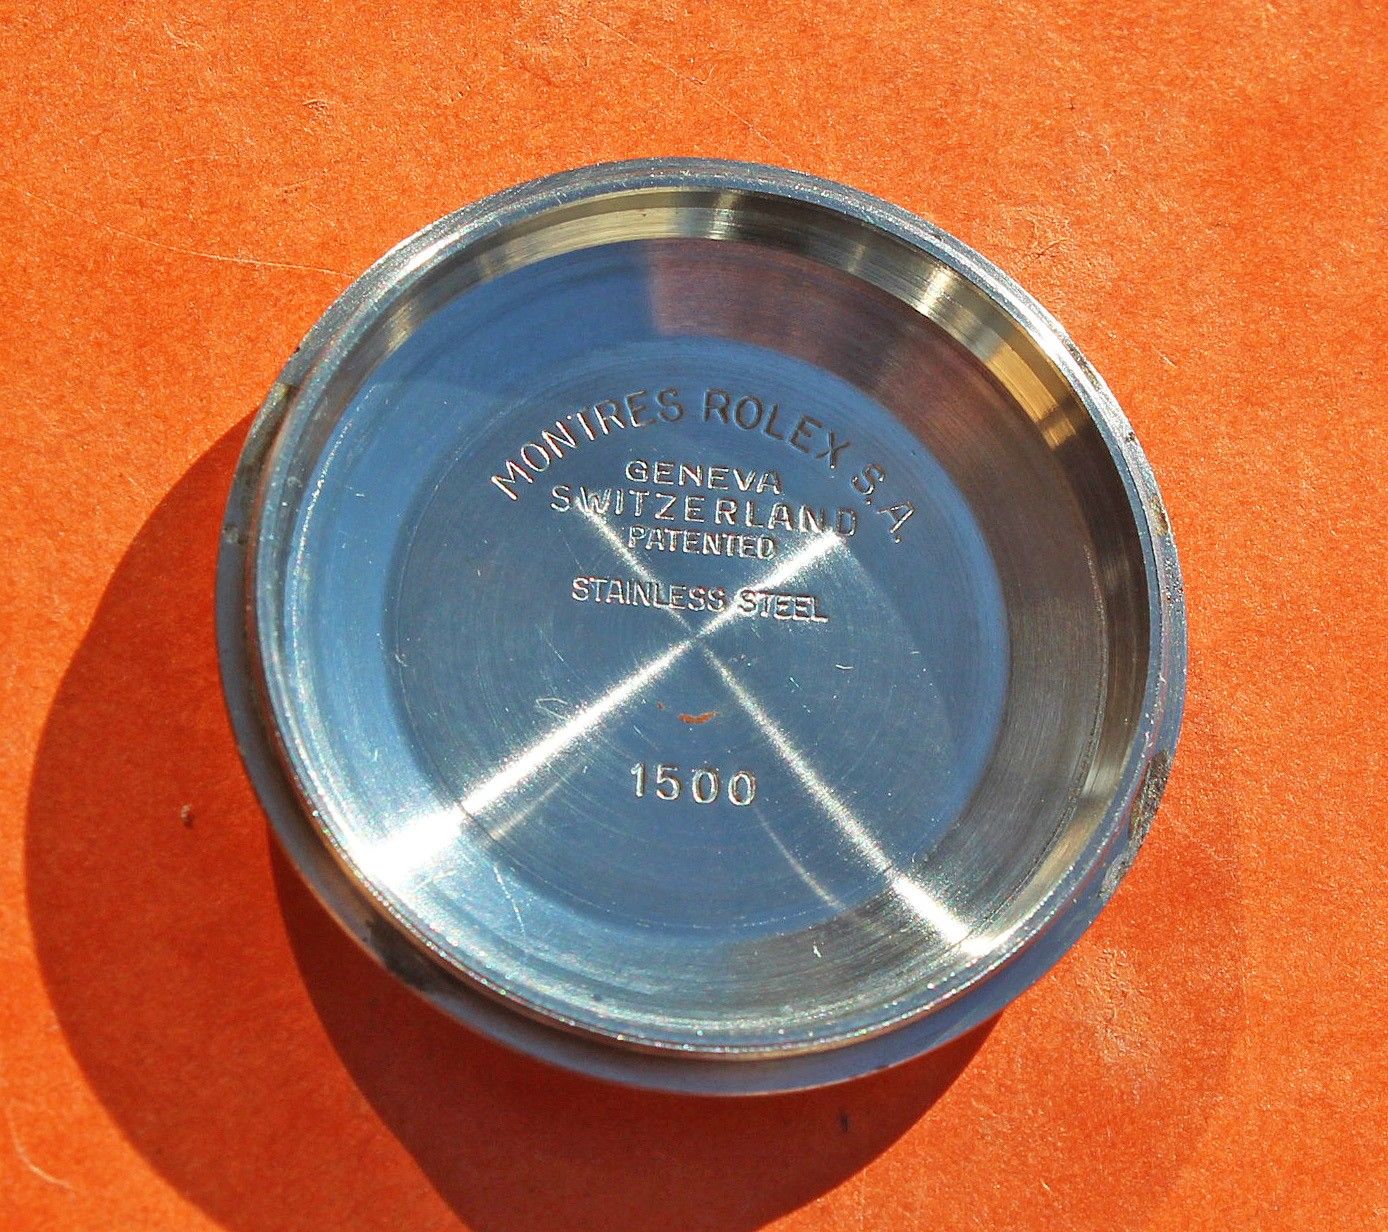 MONTRES ROLEX S.A.
GENEVA
SWITZERLAND
PATENTED
STAINLESS STEEL
1500